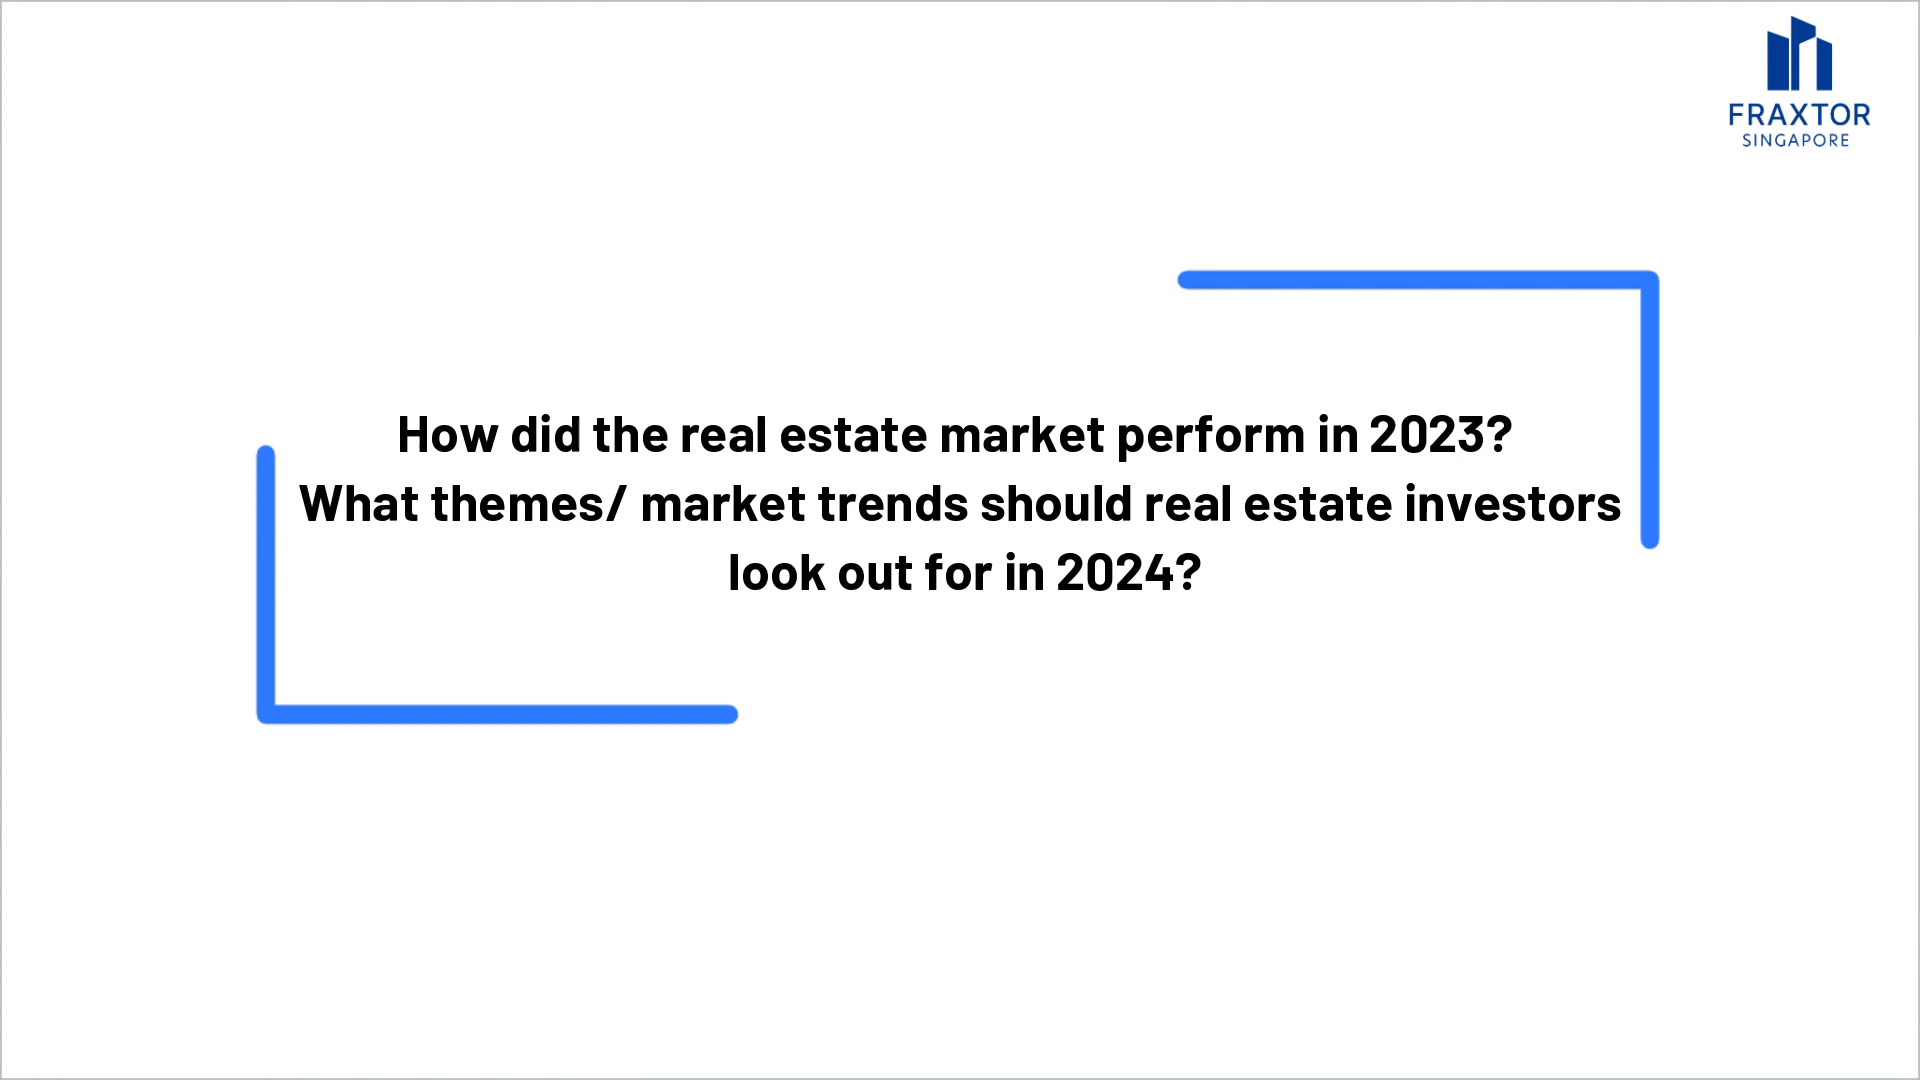 FRAXTOR
SINGAPORE
How did the real estate market perform in 2023?
What themes/ market trends should real estate investors
look out for in 2024?